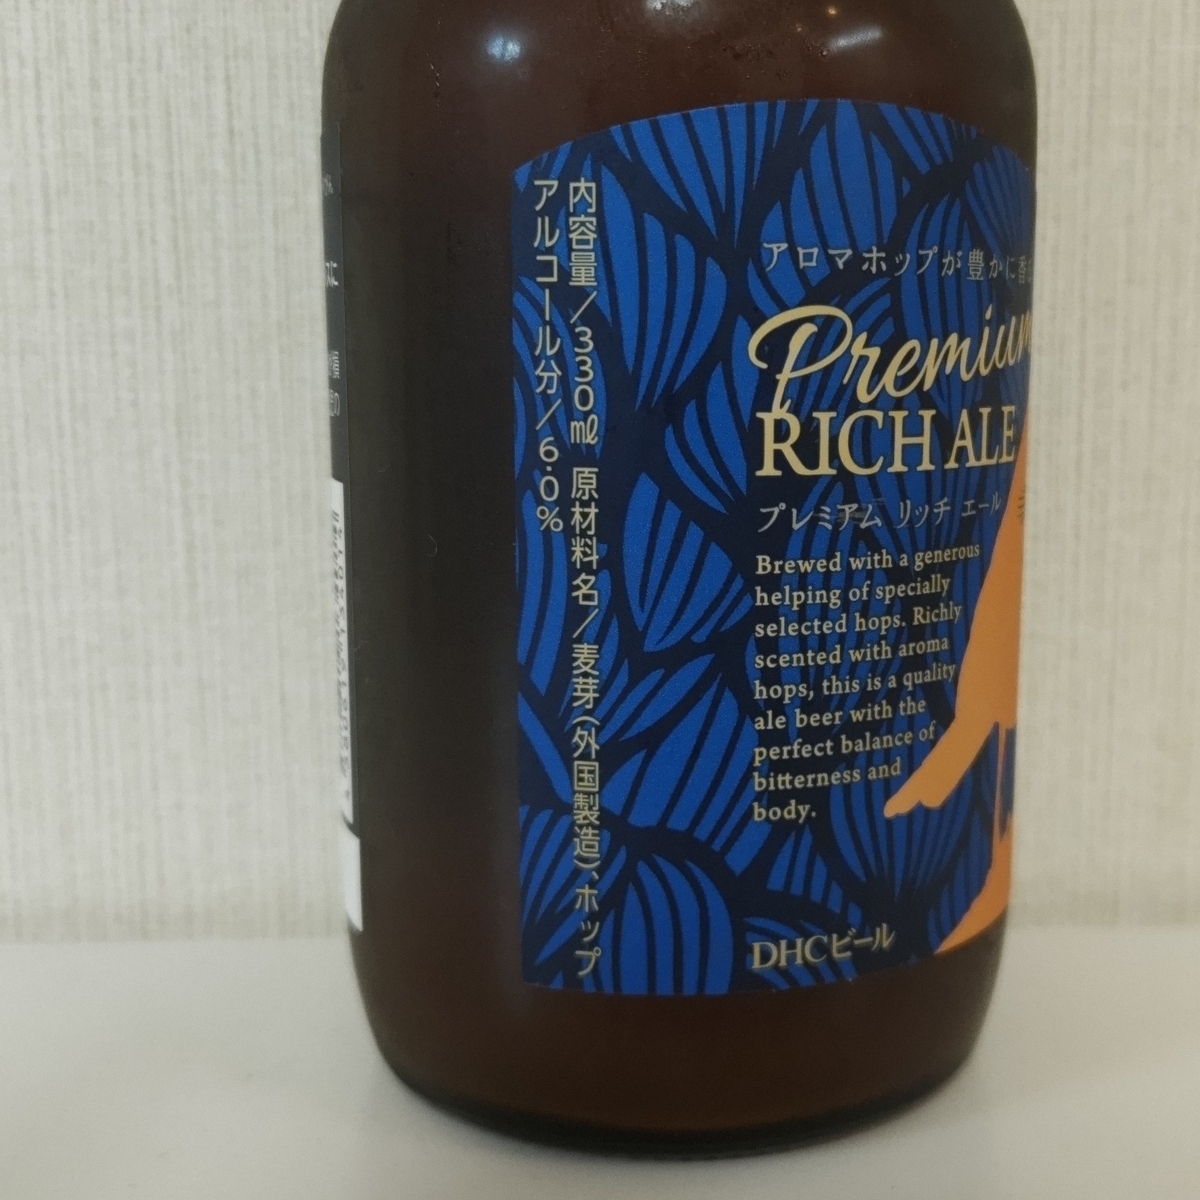 内容量/330㎖ 原材料名/麦芽(外国製造)、ホップ
アルコール分/6.0%
アロマホップが豊かに香
Premium
RICH ALE
プレミアム リッチ エール
Brewed with a generous
helping of specially
selected hops. Richly
scented with aroma
hops, this is a quality
ale beer with the
perfect balance of
bitterness and
body.
DHCビール